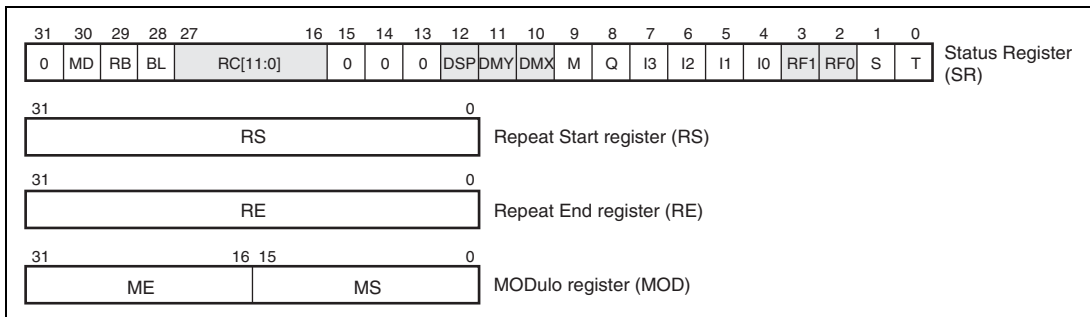 31 30 29 28 27 16 15 14 13 12 11 10 9 8 7 6 5 4 3 2 1 0
0 MD RB BL RC[11:0] 0 0 0 DSP DMY DMX M Q I3 I2 I1 I0 RF1 RF0 S T
Status Register
(SR)
31 0
RS Repeat Start register (RS)
31 0
RE Repeat End register (RE)
31 16 15 0
ME MS MODulo register (MOD)